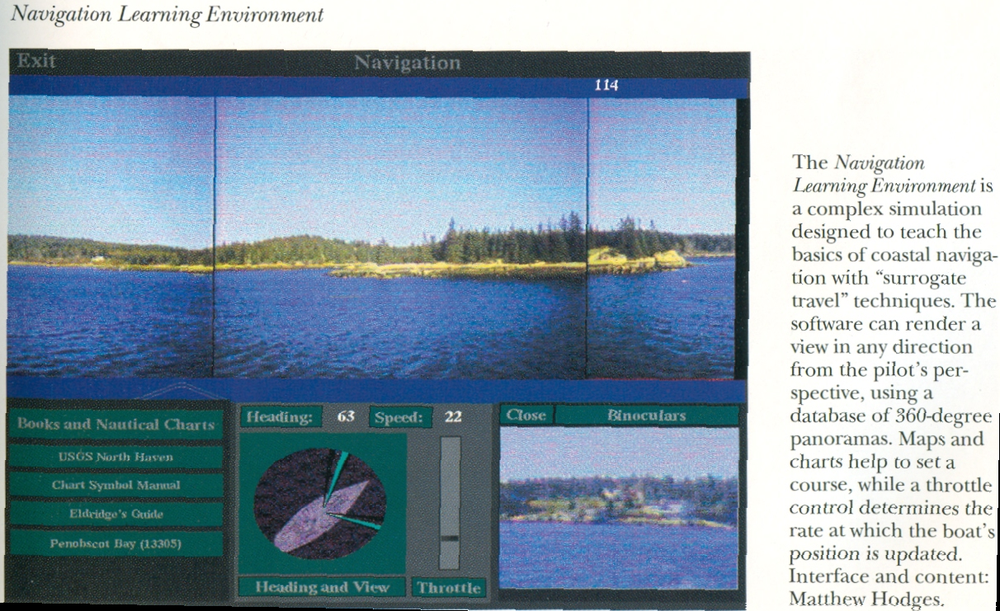 Navigation Learning Environment
Exit
Navigation
114
Books and Nautical Charts
USGS North Haven
Chart Symbol Manual
Eldridge's Guide
Penobscot Bay (13305)
Heading:
63
Speed:
22
Heading and View
Throttle
Close
Binoculars
The Navigation
Learning Environment is
a complex simulation
designed to teach the
basics of coastal naviga-
tion with “surrogate
travel” techniques. The
software can render a
view in any direction
from the pilot's per-
spective, using a
database of 360-degree
panoramas. Maps and
charts help to set a
course, while a throttle
control determines the
rate at which the boat's
position is updated.
Interface and content:
Matthew Hodges.